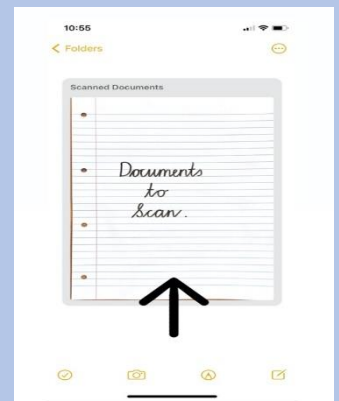 10:55
Folders
Scanned Documents
Documents
to
Scan.